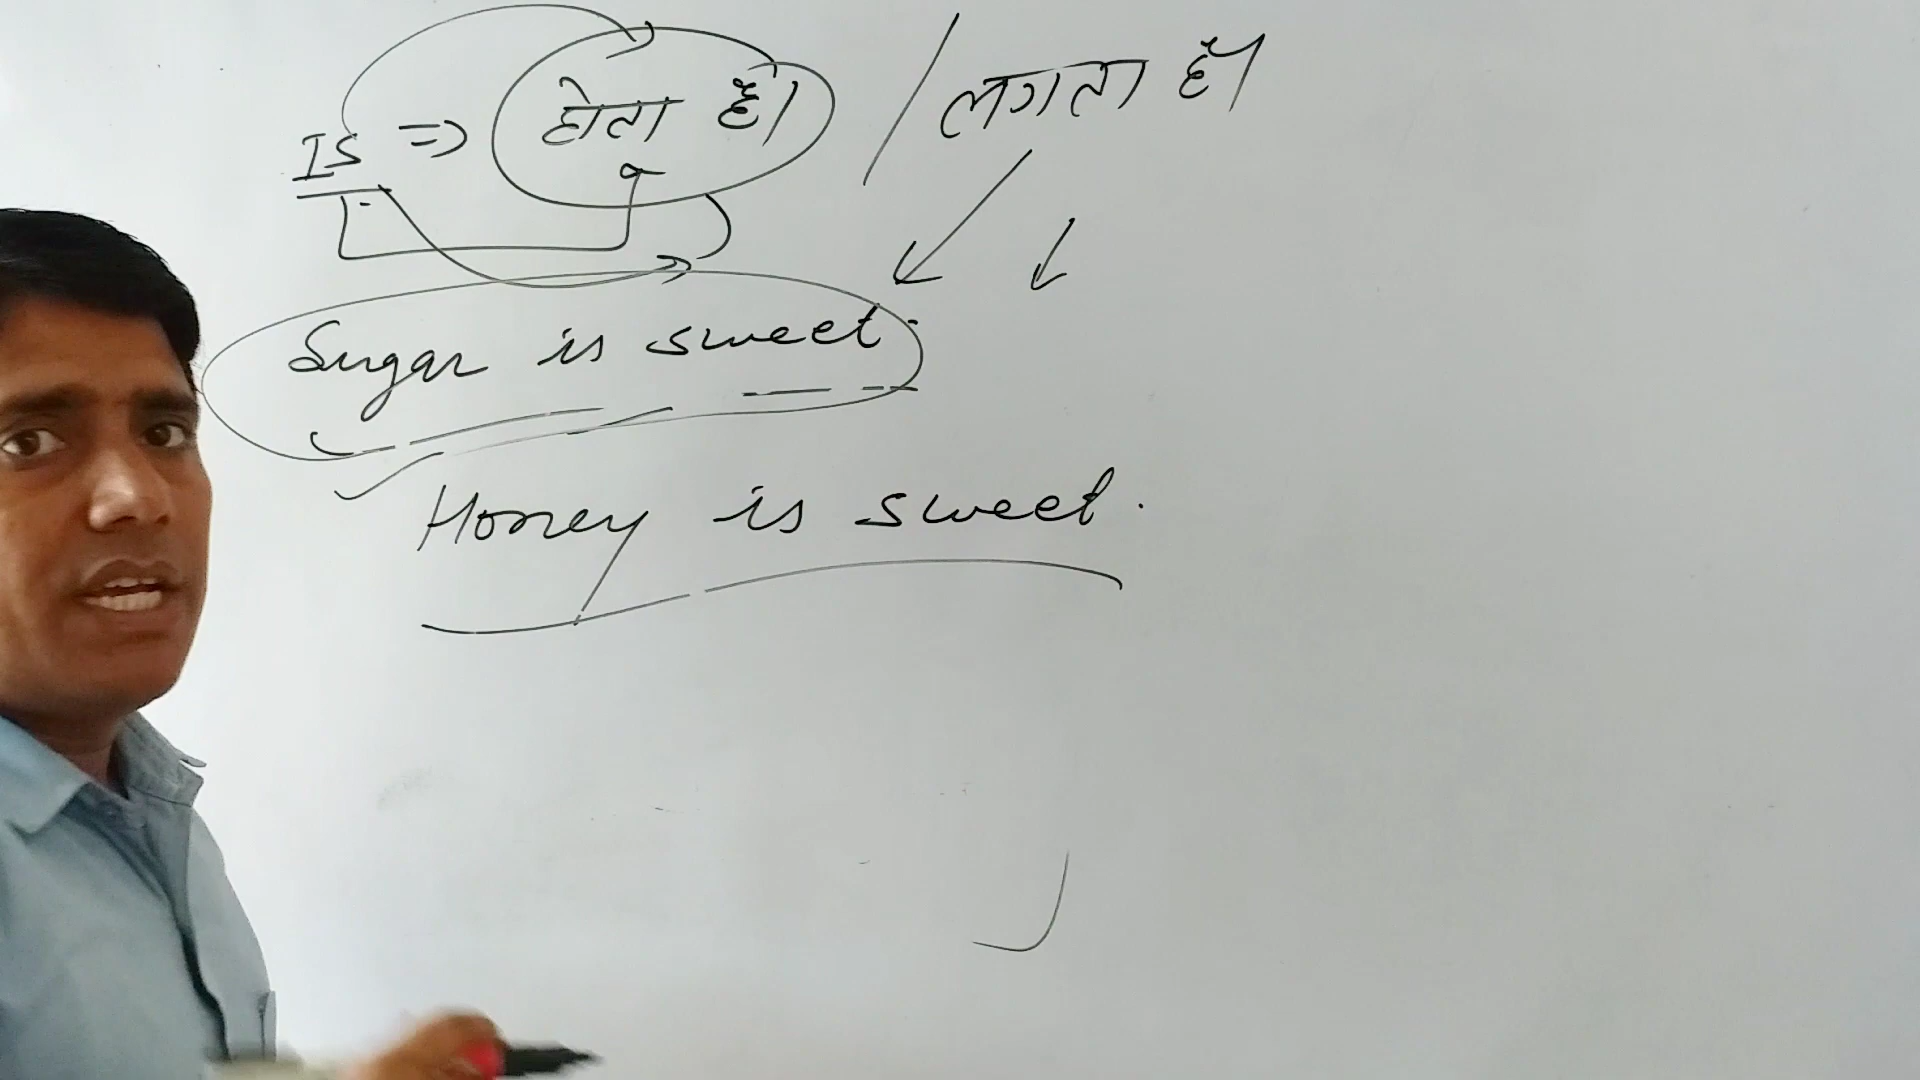 Is => होता है। / लगता है।
Sugar is sweet.
Honey is sweet.